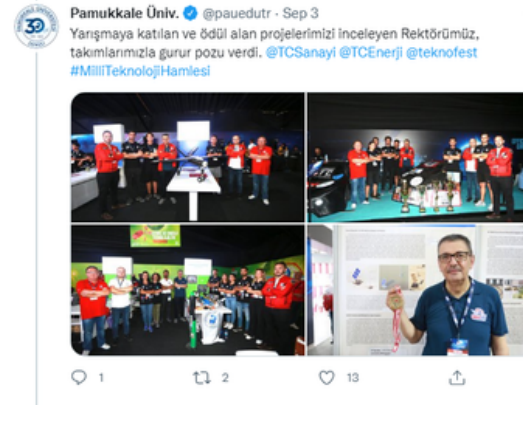 Pamukkale Üniv. @pauedutr · Sep 3
Yarışmaya katılan ve ödül alan projelerimizi inceleyen Rektörümüz,
takımlarımızla gurur pozu verdi. @TCSanayi @TCEnerji @teknofest
#MilliTeknolojiHamlesi
1 2 13